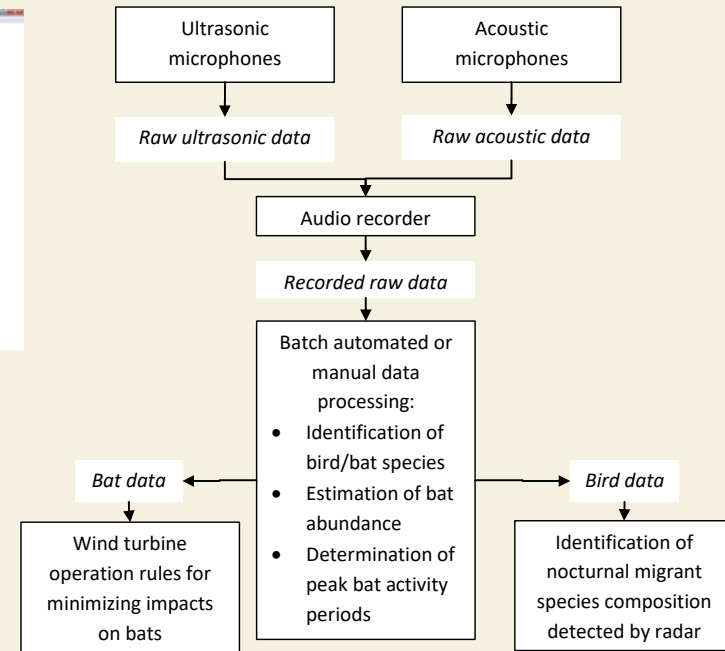 Ultrasonic
microphones
Acoustic
microphones
Raw ultrasonic data
Raw acoustic data
Audio recorder
Recorded raw data
Batch automated or
manual data
processing:
• Identification of
bird/bat species
• Estimation of bat
abundance
• Determination of
peak bat activity
periods
Bat data
Bird data
Wind turbine
operation rules for
minimizing impacts
on bats
Identification of
nocturnal migrant
species composition
detected by radar